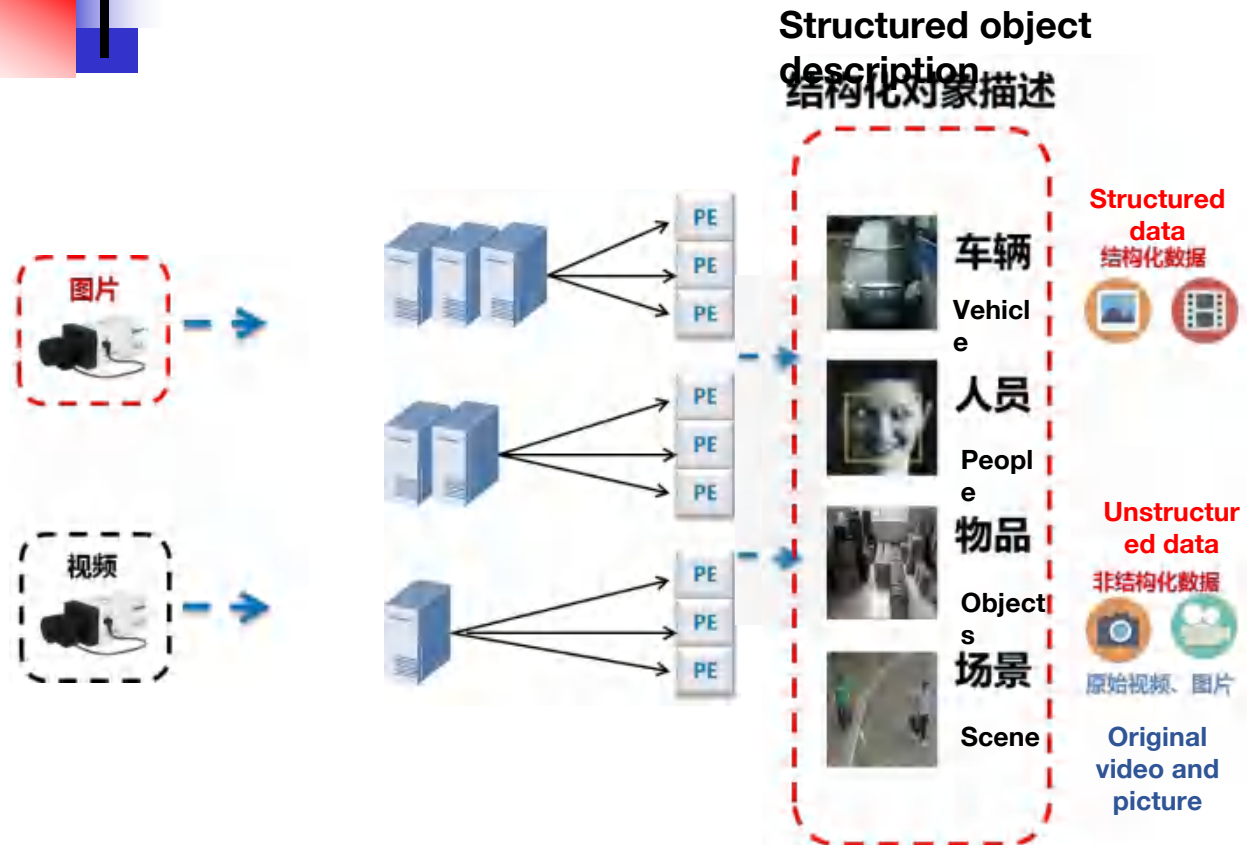 Structured object
description
结构化对象描述
图片
视频
PE
PE
PE
PE
PE
PE
PE
PE
PE
车辆
Vehicl
e
人员
Peopl
e
物品
Object
s
场景
Scene
Structured
data
结构化数据
Unstructur
ed data
非结构化数据
原始视频、图片
Original
video and
picture